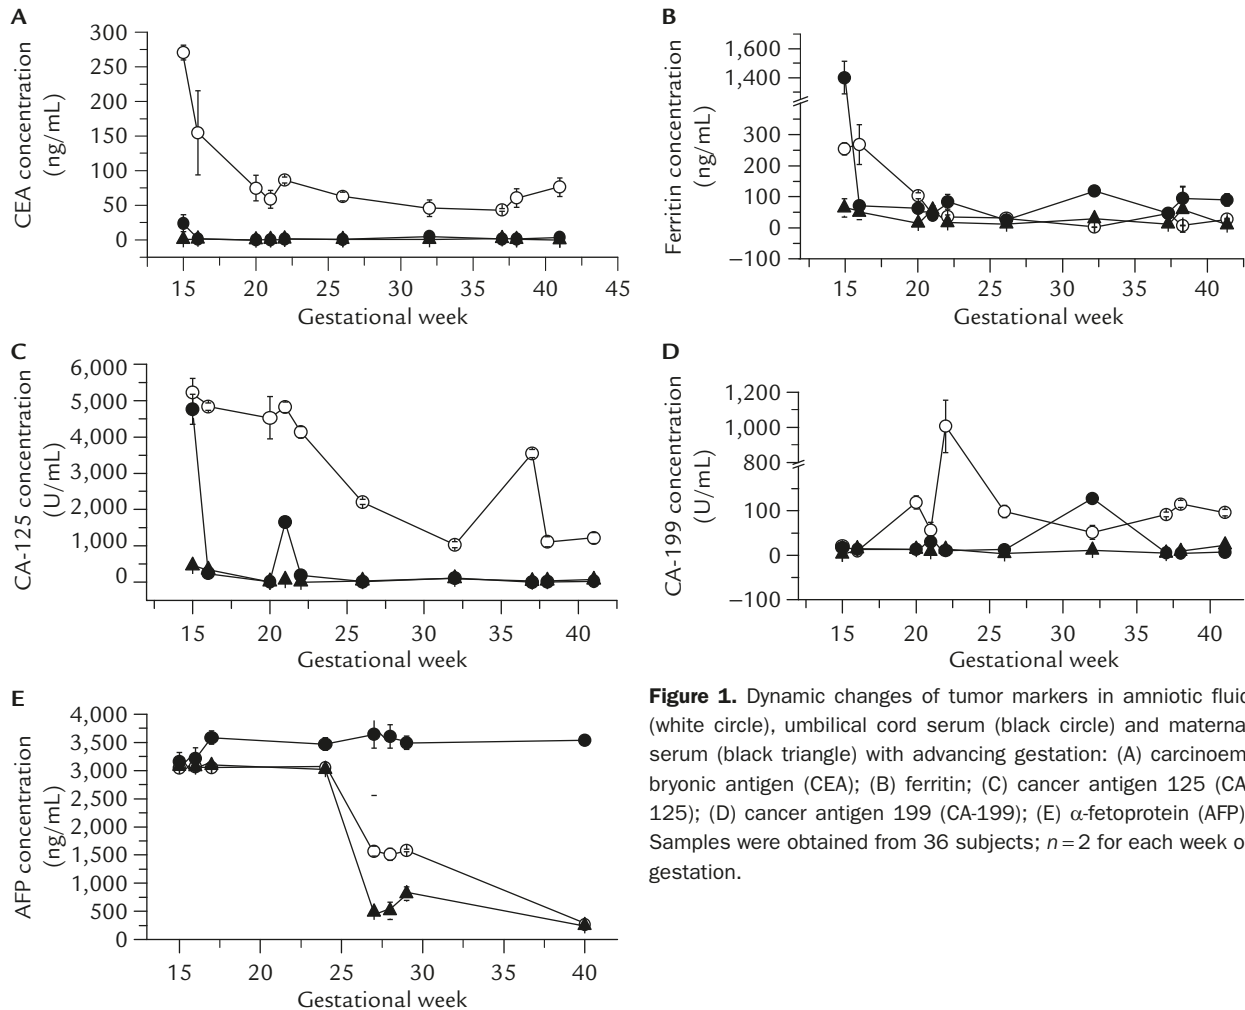 A
300
250
200
150
100
50
0
CEA concentration
(ng/mL)
15
20
25
30
35
40
45
Gestational week
B
1,600
1,400
300
200
100
0
−100
Ferritin concentration
(ng/mL)
15
20
25
30
35
40
Gestational week
C
6,000
5,000
4,000
3,000
2,000
1,000
0
CA-125 concentration
(U/mL)
15
20
25
30
35
40
Gestational week
D
1,200
1,000
800
100
0
−100
CA-199 concentration
(U/mL)
15
20
25
30
35
40
Gestational week
E
4,000
3,500
3,000
2,500
2,000
1,500
1,000
500
0
AFP concentration
(ng/mL)
15
20
25
30
35
40
Gestational week
Figure 1. Dynamic changes of tumor markers in amniotic fluid
(white circle), umbilical cord serum (black circle) and materna
serum (black triangle) with advancing gestation: (A) carcinoem
bryonic antigen (CEA); (B) ferritin; (C) cancer antigen 125 (CA
125); (D) cancer antigen 199 (CA-199); (E) α-fetoprotein (AFP)
Samples were obtained from 36 subjects; n = 2 for each week o
gestation.